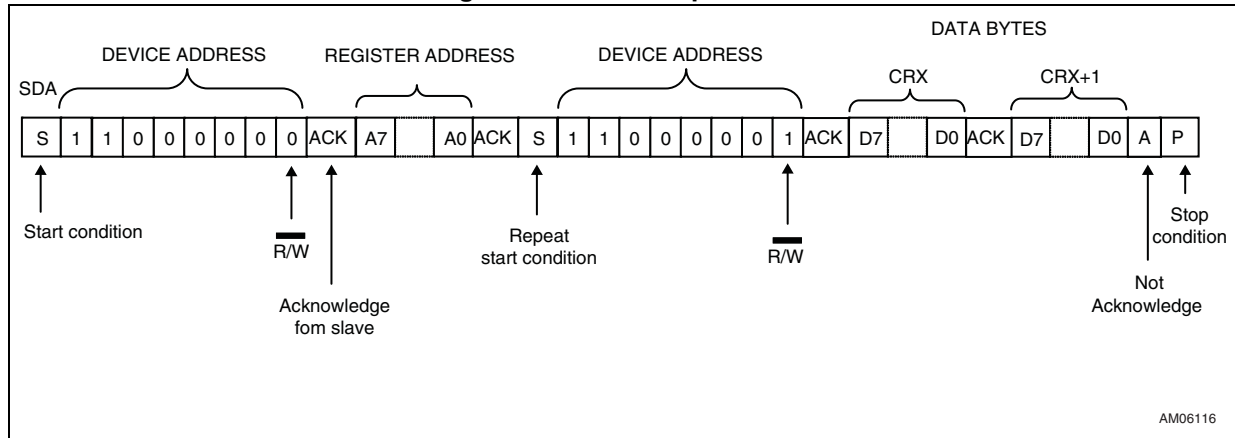 DATA BYTES
DEVICE ADDRESS REGISTER ADDRESS DEVICE ADDRESS
CRX CRX+1
SDA
S 1 1 0 0 0 0 0 0 ACK A7 A0 ACK S 1 1 0 0 0 0 0 1 ACK D7 D0 ACK D7 D0 A P
Start condition
R/W
Acknowledge
fom slave
Repeat
start condition
R/W
Not
Acknowledge
Stop
condition
AM06116